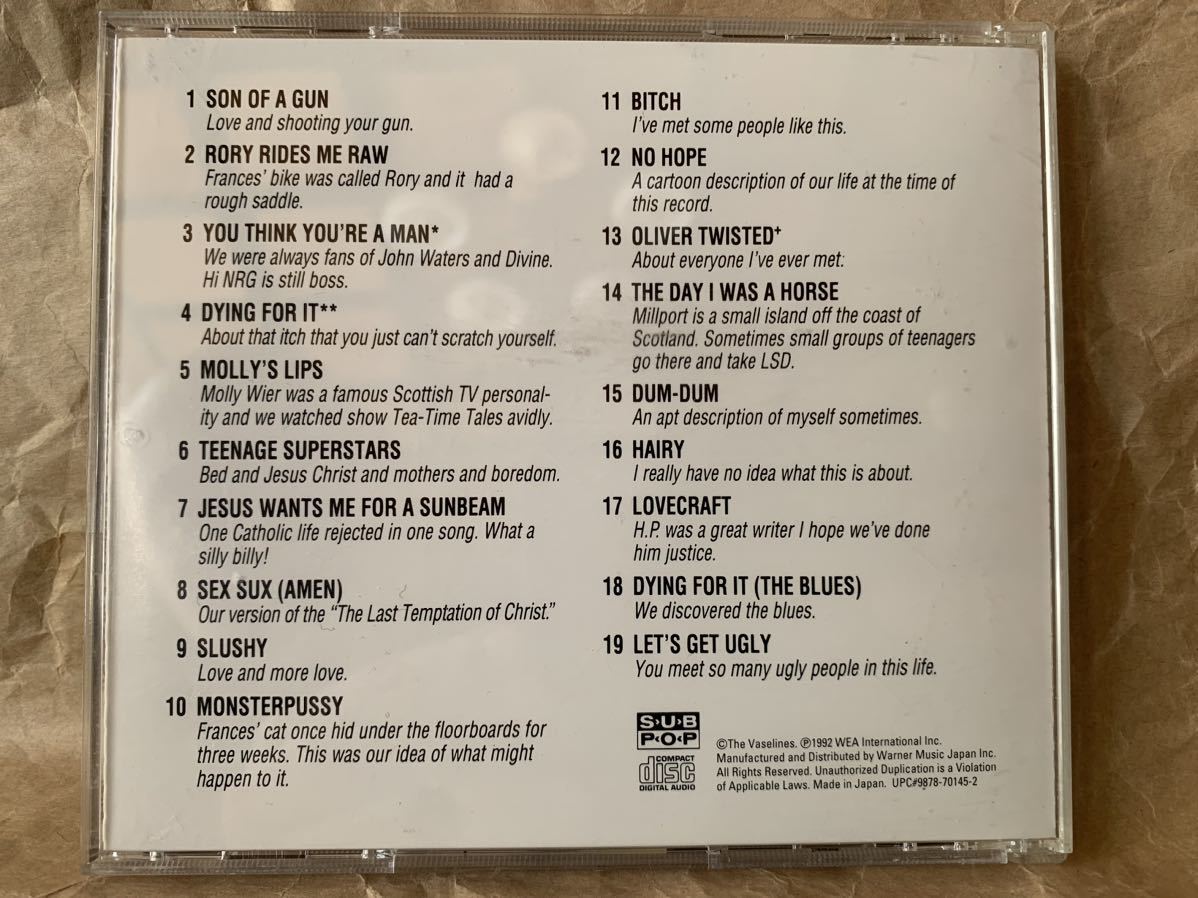 1 SON OF A GUN
Love and shooting your gun.
2 RORY RIDES ME RAW
Frances' bike was called Rory and it had a
rough saddle.
3 YOU THINK YOU'RE A MAN*
We were always fans of John Waters and Divine.
Hi NRG is still boss.
4 DYING FOR IT**
About that itch that you just can't scratch yourself.
5 MOLLY'S LIPS
Molly Wier was a famous Scottish TV personal-
ity and we watched show Tea-Time Tales avidly.
6 TEENAGE SUPERSTARS
Bed and Jesus Christ and mothers and boredom.
7 JESUS WANTS ME FOR A SUNBEAM
One Catholic life rejected in one song. What a
silly billy!
8 SEX SUX (AMEN)
Our version of the "The Last Temptation of Christ."
9 SLUSHY
Love and more love.
10 MONSTERPUSSY
Frances' cat once hid under the floorboards for
three weeks. This was our idea of what might
happen to it.
11 BITCH
I've met some people like this.
12 NO HOPE
A cartoon description of our life at the time of
this record.
13 OLIVER TWISTED+
About everyone I've ever met:
14 THE DAY I WAS A HORSE
Millport is a small island off the coast of
Scotland. Sometimes small groups of teenagers
go there and take LSD.
15 DUM-DUM
An apt description of myself sometimes.
16 HAIRY
I really have no idea what this is about.
17 LOVECRAFT
H.P. was a great writer I hope we've done
him justice.
18 DYING FOR IT (THE BLUES)
We discovered the blues.
19 LET'S GET UGLY
You meet so many ugly people in this life.
SUB
POP
COMPACT
disc
DIGITAL AUDIO
©The Vaselines. ℗1992 WEA International Inc.
Manufactured and Distributed by Warner Music Japan Inc.
All Rights Reserved. Unauthorized Duplication is a Violation
of Applicable Laws. Made in Japan. UPC#9878-70145-2